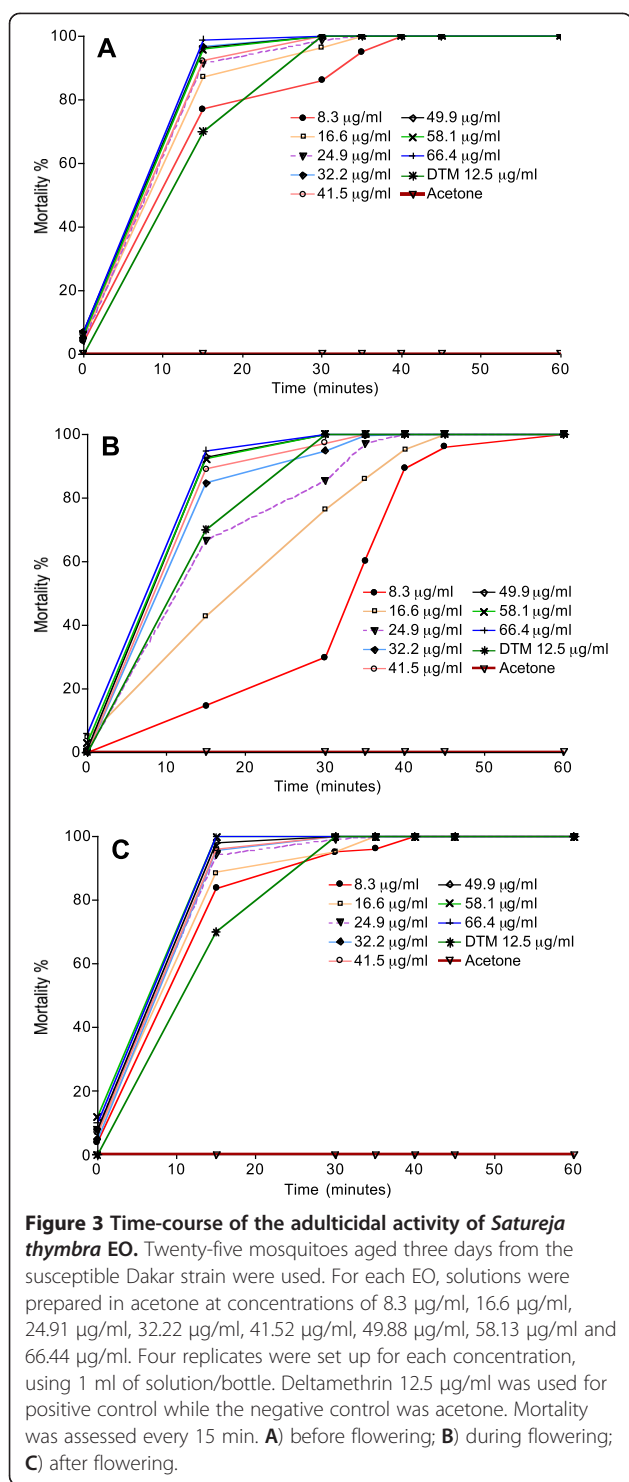 A
100
80
60
40
20
0
Mortality %
8.3 µg/ml
16.6 µg/ml
24.9 µg/ml
32.2 µg/ml
41.5 µg/ml
49.9 µg/ml
58.1 µg/ml
66.4 µg/ml
DTM 12.5 µg/ml
Acetone
0 10 20 30 40 50 60
Time (minutes)
B
100
80
60
40
20
0
Mortality %
8.3 µg/ml
16.6 µg/ml
24.9 µg/ml
32.2 µg/ml
41.5 µg/ml
49.9 µg/ml
58.1 µg/ml
66.4 µg/ml
DTM 12.5 µg/ml
Acetone
0 10 20 30 40 50 60
Time (minutes)
C
100
80
60
40
20
0
Mortality %
8.3 µg/ml
16.6 µg/ml
24.9 µg/ml
32.2 µg/ml
41.5 µg/ml
49.9 µg/ml
58.1 µg/ml
66.4 µg/ml
DTM 12.5 µg/ml
Acetone
0 10 20 30 40 50 60
Time (minutes)
Figure 3 Time-course of the adulticidal activity of Satureja
thymbra EO. Twenty-five mosquitoes aged three days from the
susceptible Dakar strain were used. For each EO, solutions were
prepared in acetone at concentrations of 8.3 µg/ml, 16.6 µg/ml,
24.91 µg/ml, 32.22 µg/ml, 41.52 µg/ml, 49.88 µg/ml, 58.13 µg/ml and
66.44 µg/ml. Four replicates were set up for each concentration,
using 1 ml of solution/bottle. Deltamethrin 12.5 µg/ml was used for
positive control while the negative control was acetone. Mortality
was assessed every 15 min. A) before flowering; B) during flowering;
C) after flowering.